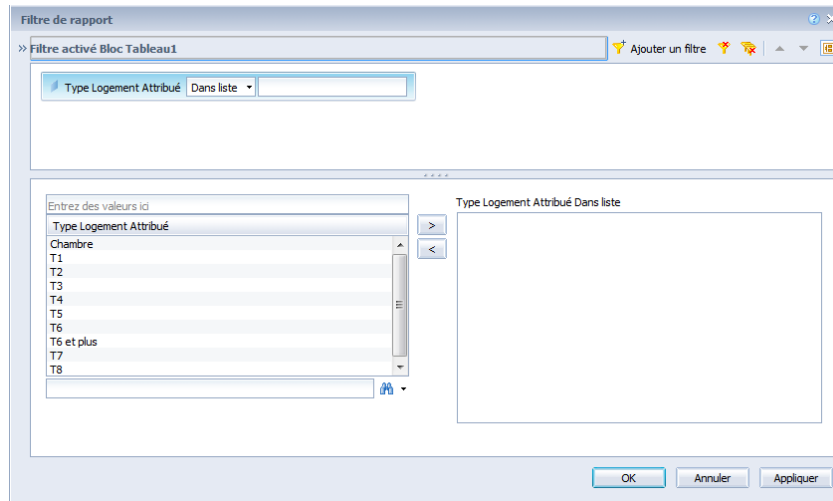 Filtre de rapport
Filtre activé Bloc Tableau1 Ajouter un filtre
Type Logement Attribué Dans liste
Entrez des valeurs ici
Type Logement Attribué Dans liste
Type Logement Attribué
>
Chambre
<
T1
T2
T3
T4
T5
T6
T6 et plus
T7
T8
OK Annuler Appliquer